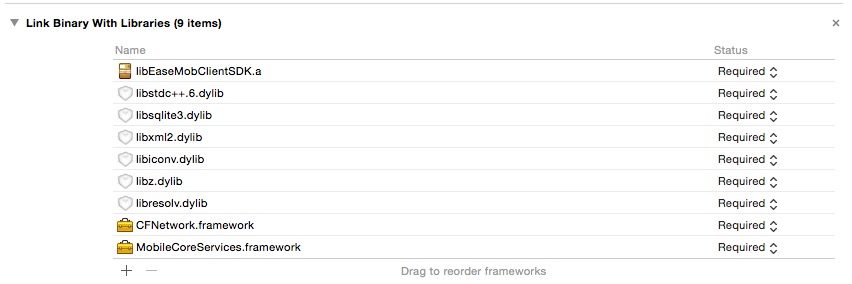 Link Binary With Libraries (9 items)
Name Status
libEaseMobClientSDK.a Required
libstdc++.6.dylib Required
libsqlite3.dylib Required
libxml2.dylib Required
libiconv.dylib Required
libz.dylib Required
libresolv.dylib Required
CFNetwork.framework Required
MobileCoreServices.framework Required
Drag to reorder frameworks